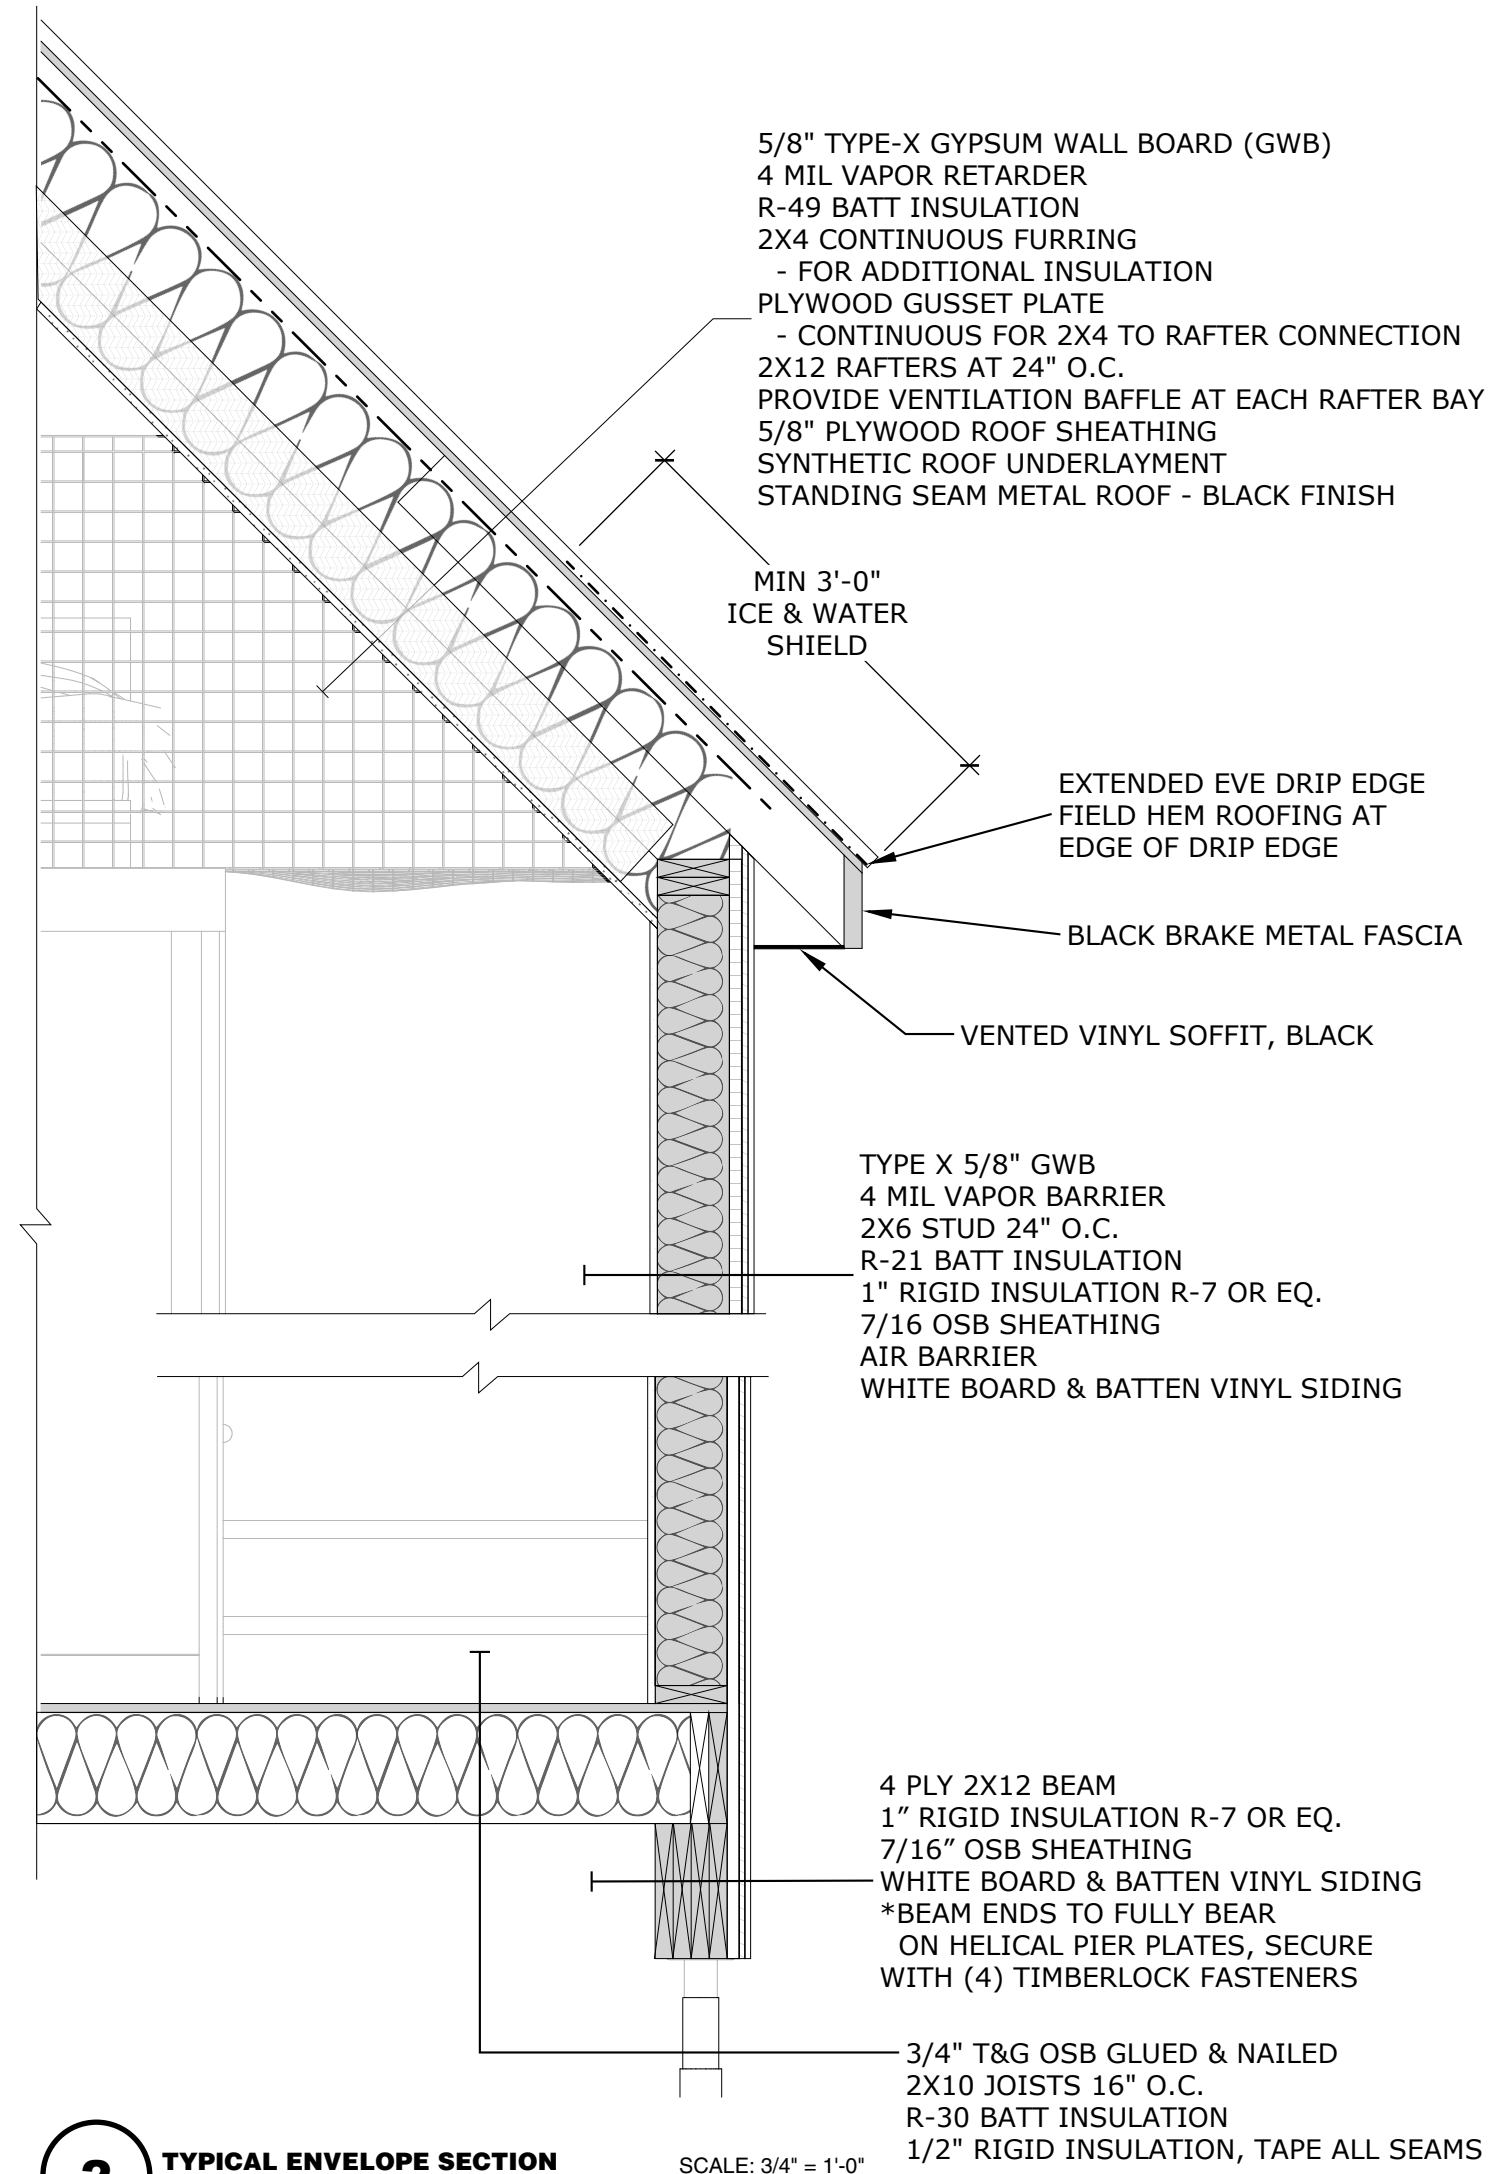 5/8" TYPE-X GYPSUM WALL BOARD (GWB)
4 MIL VAPOR RETARDER
R-49 BATT INSULATION
2X4 CONTINUOUS FURRING
- FOR ADDITIONAL INSULATION
PLYWOOD GUSSET PLATE
- CONTINUOUS FOR 2X4 TO RAFTER CONNECTION
2X12 RAFTERS AT 24" O.C.
PROVIDE VENTILATION BAFFLE AT EACH RAFTER BAY
5/8" PLYWOOD ROOF SHEATHING
SYNTHETIC ROOF UNDERLAYMENT
STANDING SEAM METAL ROOF - BLACK FINISH
MIN 3'-0"
ICE & WATER
SHIELD
EXTENDED EVE DRIP EDGE
FIELD HEM ROOFING AT
EDGE OF DRIP EDGE
BLACK BRAKE METAL FASCIA
VENTED VINYL SOFFIT, BLACK
TYPE X 5/8" GWB
4 MIL VAPOR BARRIER
2X6 STUD 24" O.C.
R-21 BATT INSULATION
1" RIGID INSULATION R-7 OR EQ.
7/16 OSB SHEATHING
AIR BARRIER
WHITE BOARD & BATTEN VINYL SIDING
4 PLY 2X12 BEAM
1” RIGID INSULATION R-7 OR EQ.
7/16” OSB SHEATHING
WHITE BOARD & BATTEN VINYL SIDING
*BEAM ENDS TO FULLY BEAR
ON HELICAL PIER PLATES, SECURE
WITH (4) TIMBERLOCK FASTENERS
3/4" T&G OSB GLUED & NAILED
2X10 JOISTS 16" O.C.
R-30 BATT INSULATION
1/2" RIGID INSULATION, TAPE ALL SEAMS
TYPICAL ENVELOPE SECTION
SCALE: 3/4" = 1'-0"